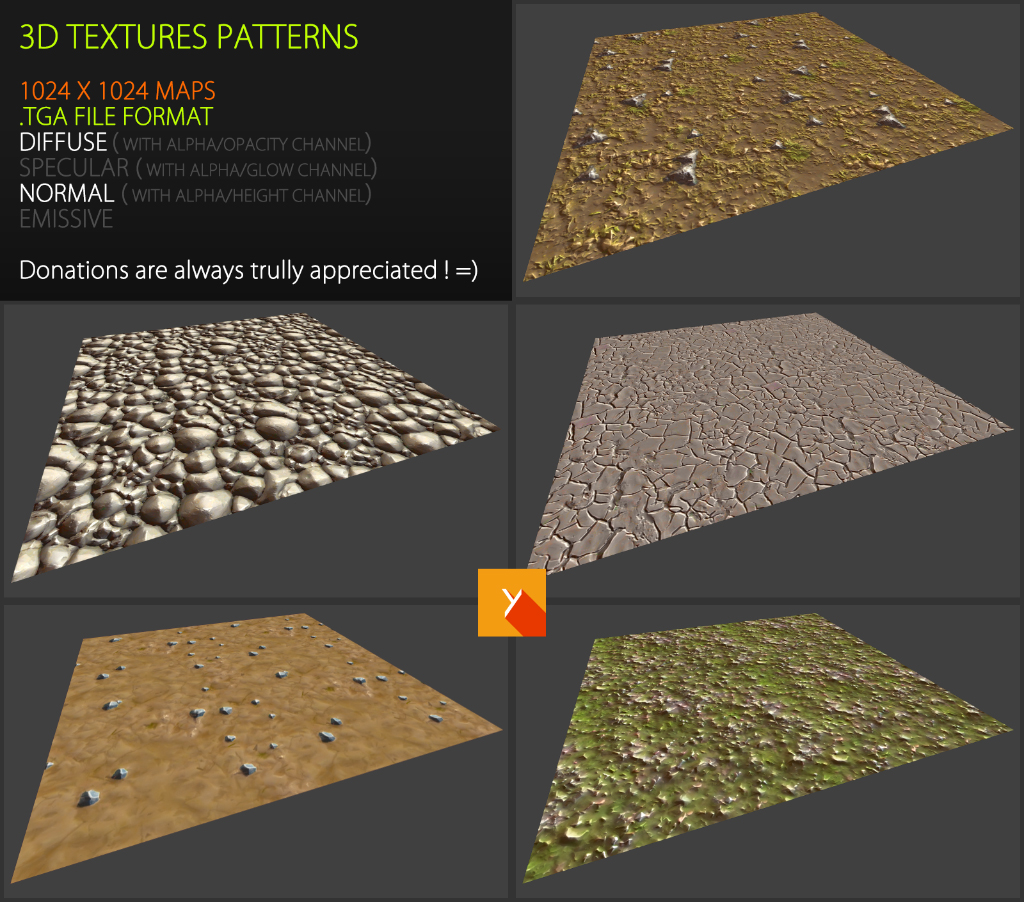 3D TEXTURES PATTERNS
1024 X 1024 MAPS
.TGA FILE FORMAT
DIFFUSE ( WITH ALPHA/OPACITY CHANNEL)
SPECULAR ( WITH ALPHA/GLOW CHANNEL)
NORMAL ( WITH ALPHA/HEIGHT CHANNEL)
EMISSIVE
Donations are always trully appreciated ! =)
Y